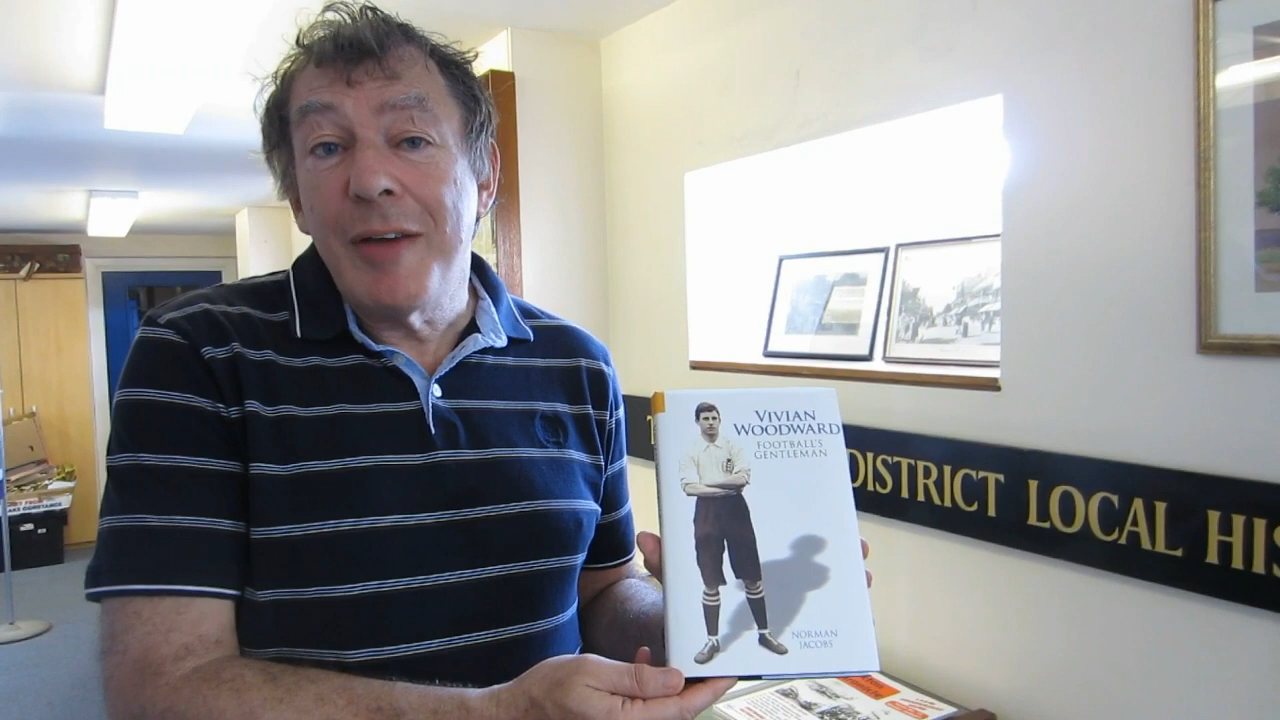 VIVIAN
WOODWARD
FOOTBALL'S
GENTLEMAN
NORMAN
JACOBS
DISTRICT LOCAL HIS